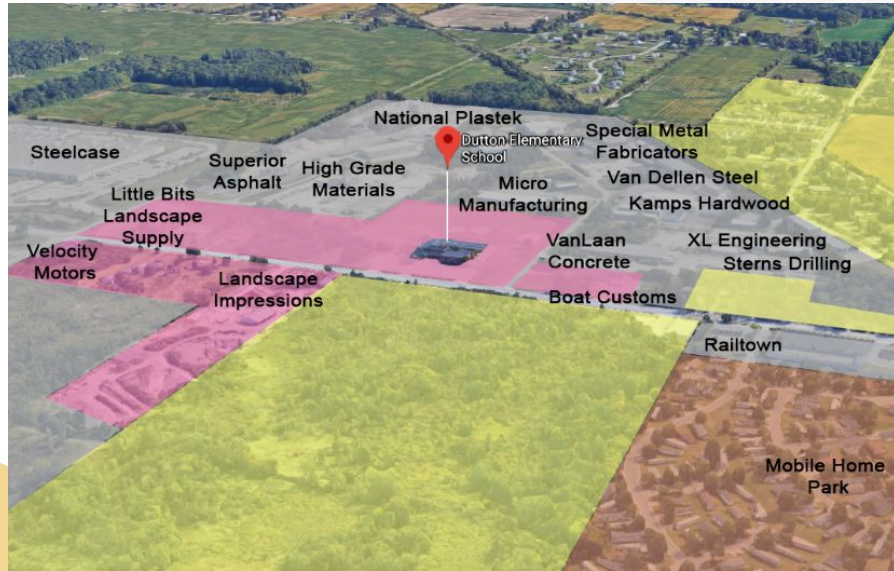 National Plastek
Dutton Elementary
School
Special Metal
Fabricators
Steelcase
Superior
Asphalt
High Grade
Materials
Micro
Manufacturing
Van Dellen Steel
Kamps Hardwood
Little Bits
Landscape
Supply
Velocity
Motors
Landscape
Impressions
VanLaan
Concrete
XL Engineering
Sterns Drilling
Boat Customs
Railtown
Mobile Home
Park